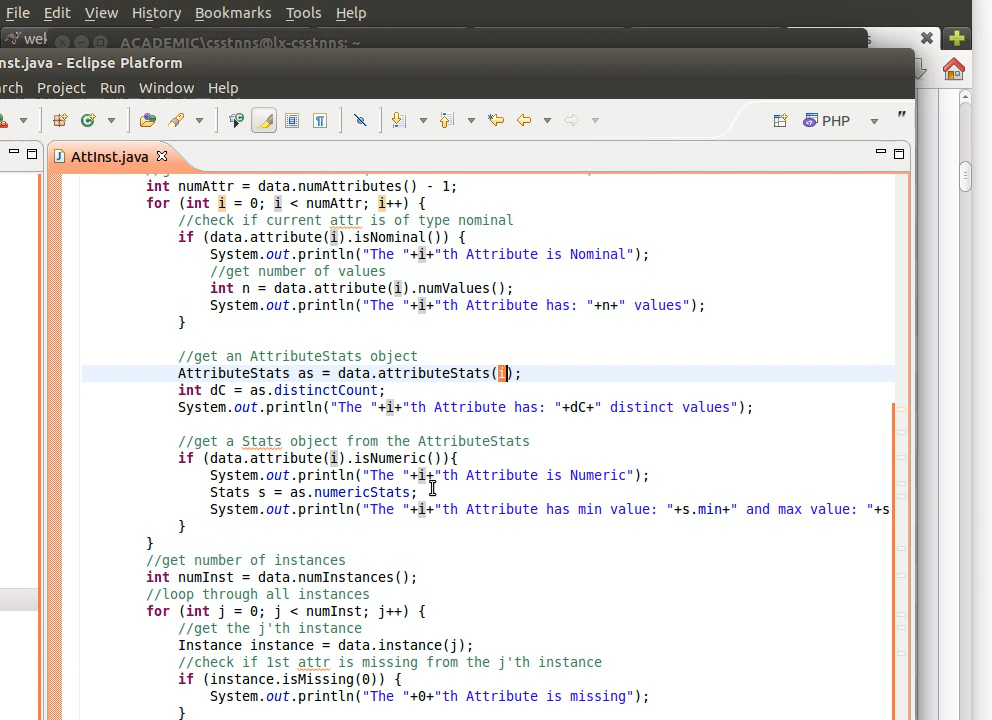 File Edit View History Bookmarks Tools Help
ACADMIC\csstnns@lx-csstnns: ~
nst.java - Eclipse Platform
rch Project Run Window Help
PHP
AttInst.java
int numAttr = data.numAttributes() - 1;
for (int i = 0; i < numAttr; i++) {
//check if current attr is of type nominal
if (data.attribute(i).isNominal()) {
System.out.println("The "+i+"th Attribute is Nominal");
//get number of values
int n = data.attribute(i).numValues();
System.out.println("The "+i+"th Attribute has: "+n+" values");
}
//get an AttributeStats object
AttributeStats as = data.attributeStats(i);
int dC = as.distinctCount;
System.out.println("The "+i+"th Attribute has: "+dC+" distinct values");
//get a Stats object from the AttributeStats
if (data.attribute(i).isNumeric()){
System.out.println("The "+i+"th Attribute is Numeric");
Stats s = as.numericStats;
System.out.println("The "+i+"th Attribute has min value: "+s.min+" and max value: "+s
}
}
//get number of instances
int numInst = data.numInstances();
//loop through all instances
for (int j = 0; j < numInst; j++) {
//get the j'th instance
Instance instance = data.instance(j);
//check if 1st attr is missing from the j'th instance
if (instance.isMissing(0)) {
System.out.println("The "+0+"th Attribute is missing");
}